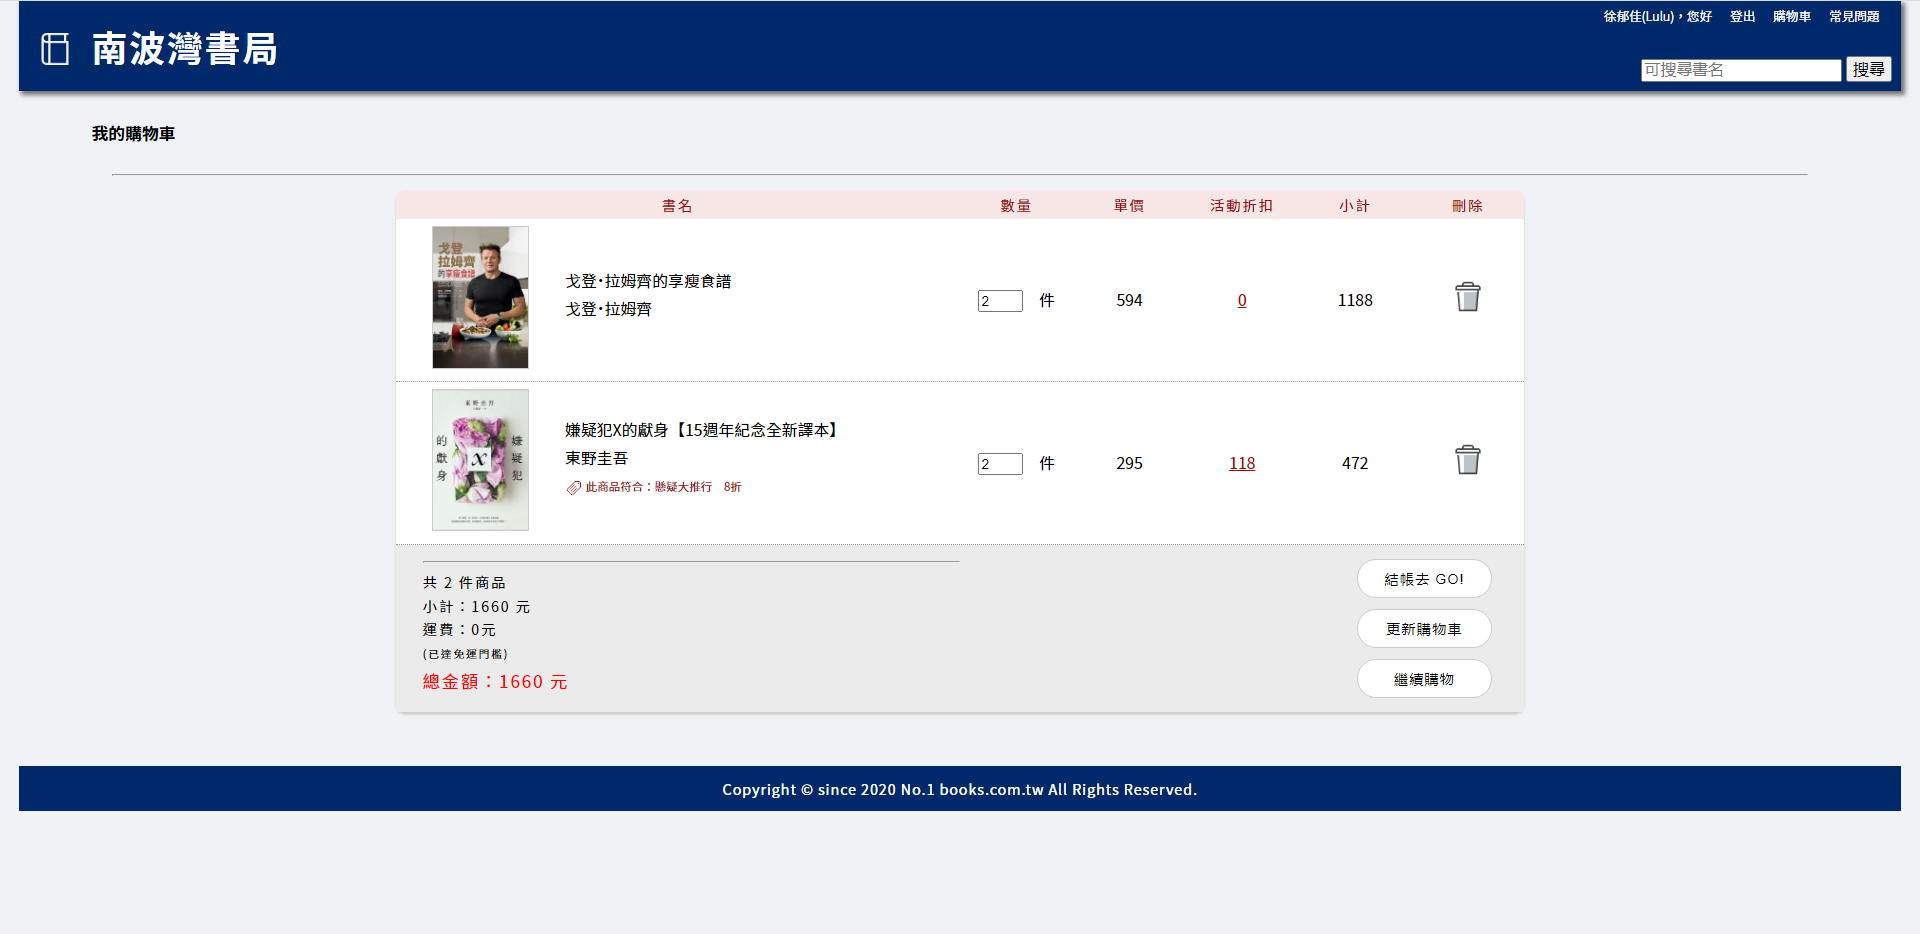 徐郁佳(Lulu)，您好 登出 購物車 常見問題
南波灣書局
可搜尋書名 搜尋
我的購物車
書名 數量 單價 活動折扣 小計 刪除
戈登
拉姆齊
的享瘦食譜
戈登･拉姆齊的享瘦食譜
戈登･拉姆齊
2 件 594 0 1188
東野圭吾
嫌疑犯
X
的獻身
嫌疑犯X的獻身【15週年紀念全新譯本】
東野圭吾
此商品符合：懸疑大推行 8折
2 件 295 118 472
共 2 件商品
小計：1660 元
運費：0元
(已達免運門檻)
總金額：1660 元
結帳去 GO!
更新購物車
繼續購物
Copyright © since 2020 No.1 books.com.tw All Rights Reserved.